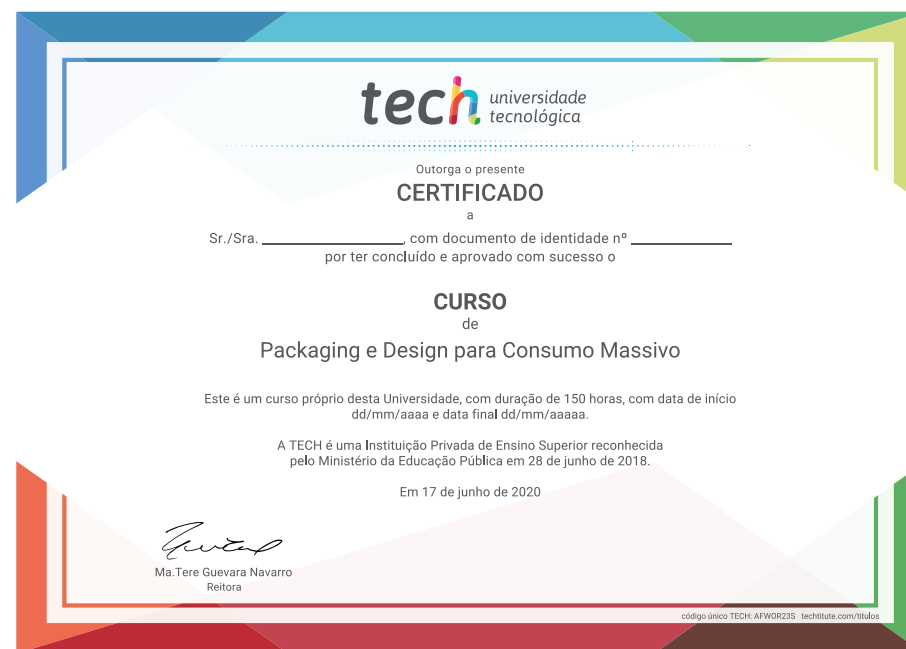 tech universidade
tecnológica
Outorga o presente
CERTIFICADO
a
Sr./Sra. ____________________, com documento de identidade nº ______________
por ter concluído e aprovado com sucesso o
CURSO
de
Packaging e Design para Consumo Massivo
Este é um curso próprio desta Universidade, com duração de 150 horas, com data de início
dd/mm/aaaa e data final dd/mm/aaaaa.
A TECH é uma Instituição Privada de Ensino Superior reconhecida
pelo Ministério da Educação Pública em 28 de junho de 2018.
Em 17 de junho de 2020
Ma.Tere Guevara Navarro
Reitora
código único TECH: AFWOR23S techtitute.com/titulos